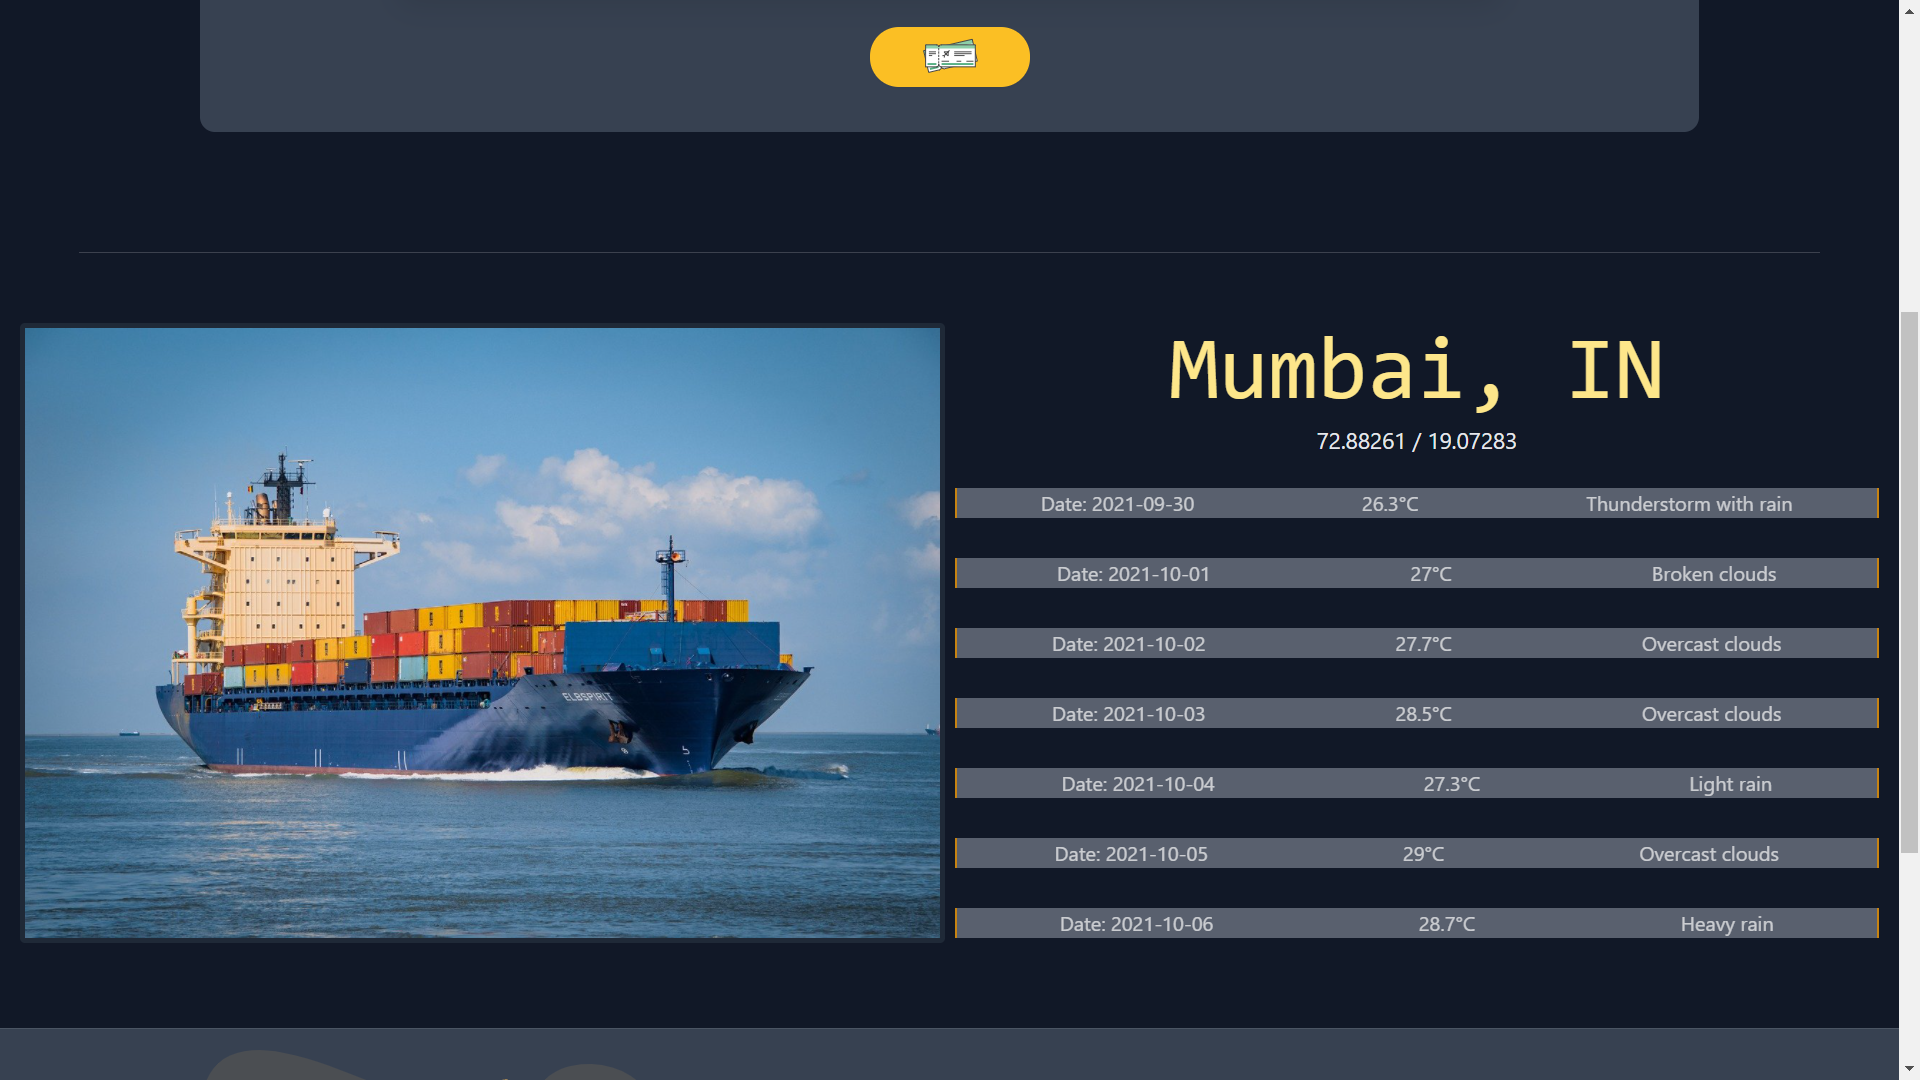 Mumbai, IN
72.88261 / 19.07283
Date: 2021-09-30 26.3°C Thunderstorm with rain
Date: 2021-10-01 27°C Broken clouds
Date: 2021-10-02 27.7°C Overcast clouds
Date: 2021-10-03 28.5°C Overcast clouds
Date: 2021-10-04 27.3°C Light rain
Date: 2021-10-05 29°C Overcast clouds
Date: 2021-10-06 28.7°C Heavy rain
ELBSPIRIT